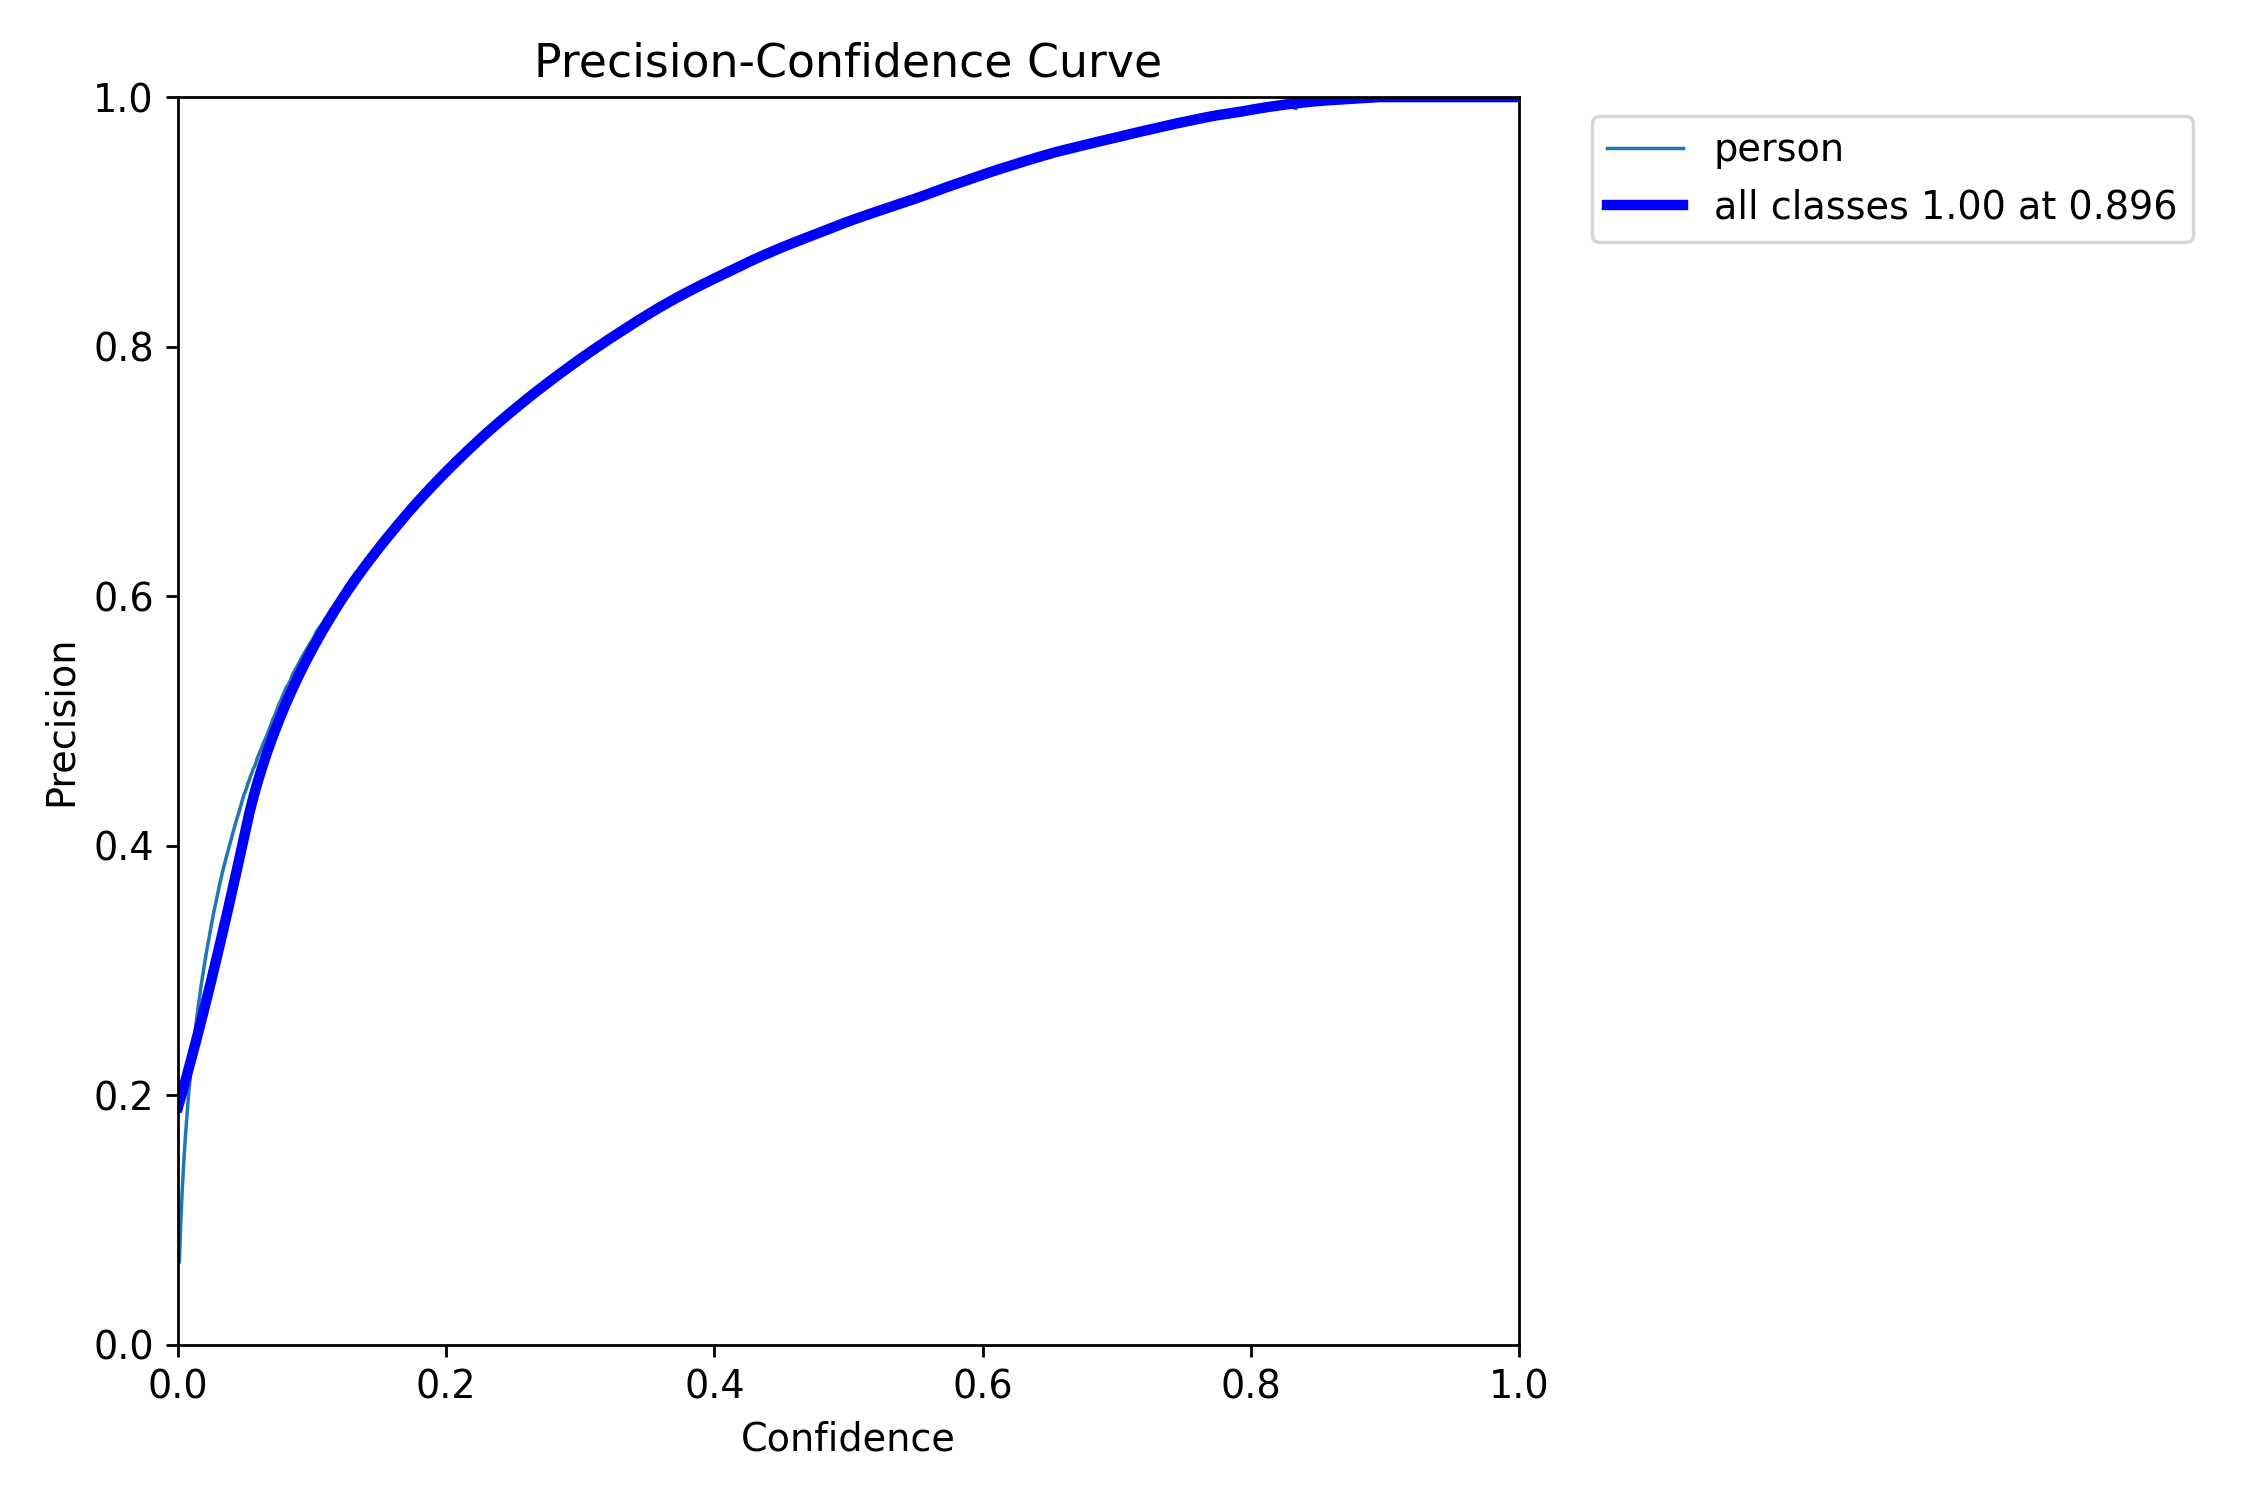 Precision-Confidence Curve
1.0
0.8
0.6
0.4
0.2
0.0
Precision
0.0 0.2 0.4 0.6 0.8 1.0
Confidence
person
all classes 1.00 at 0.896